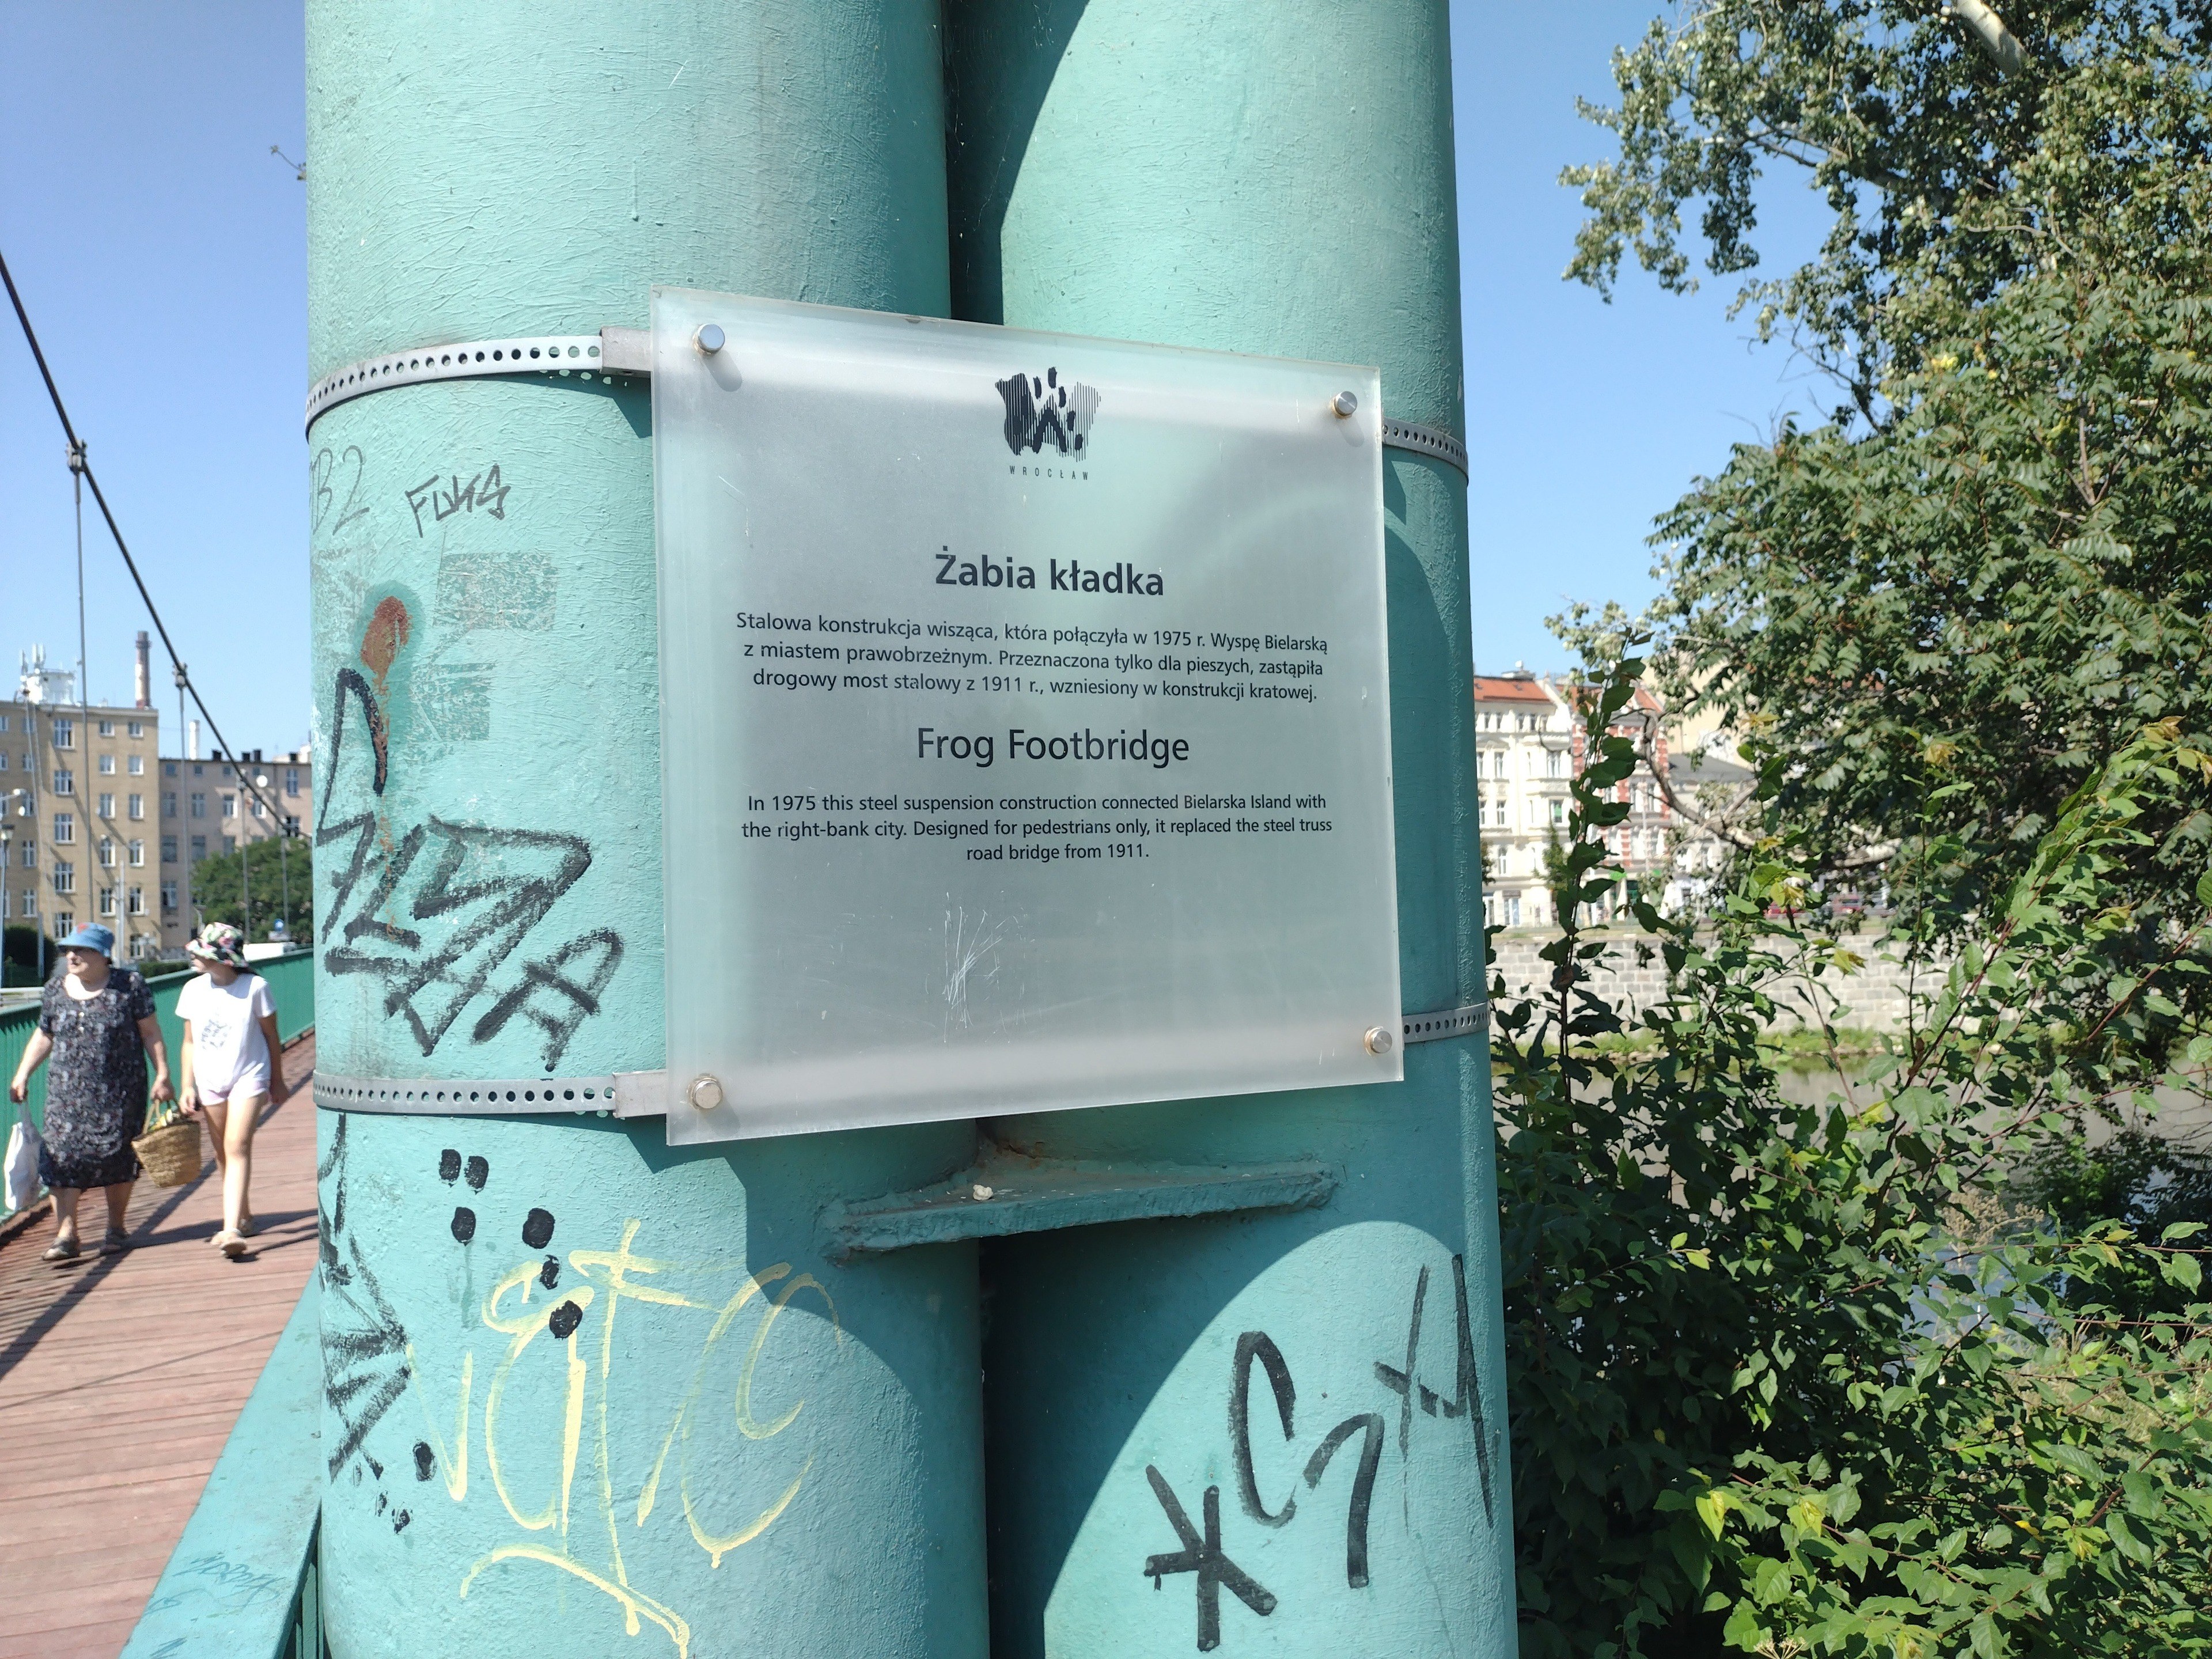 WROCŁAW
Żabia kładka
Stalowa konstrukcja wisząca, która połączyła w 1975 r. Wyspę Bielarską
z miastem prawobrzeżnym. Przeznaczona tylko dla pieszych, zastąpiła
drogowy most stalowy z 1911 r., wzniesiony w konstrukcji kratowej.
Frog Footbridge
In 1975 this steel suspension construction connected Bielarska Island with
the right-bank city. Designed for pedestrians only, it replaced the steel truss
road bridge from 1911.
B2
FUKS